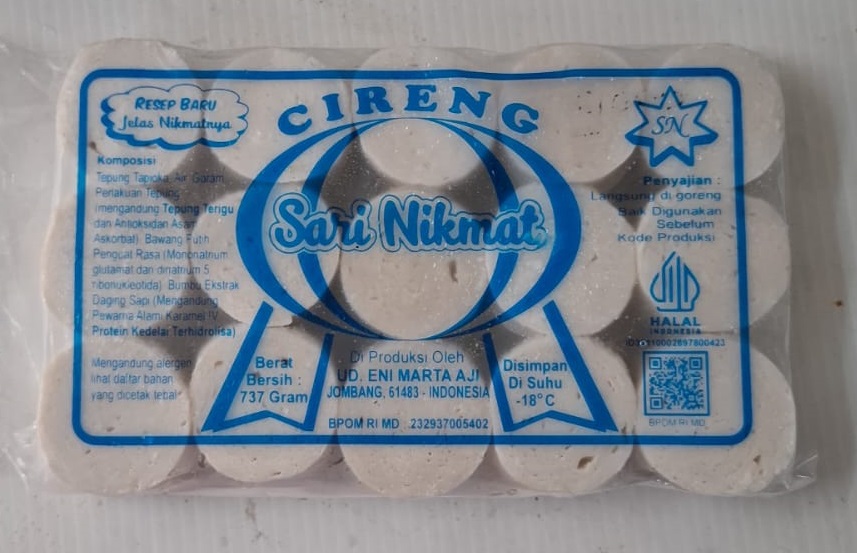 RESEP BARU
Jelas Nikmatnya
CIRENG
SN
Sari Nikmat
Komposisi
Tepung Tapioka, Air, Garam,
Perlakuan Tepung
(mengandung Tepung Terigu
dan Antioksidan Asam
Askorbat), Bawang Putih
Penguat Rasa (Mononatrium
glutamat dan dinatrium 5
ribonukleotida) Bumbu Ekstrak
Daging Sapi (Mengandung
Pewarna Alami Karamel IV
Protein Kedelai Terhidrolisa)
Mengandung alergen
lihat daftar bahan
yang dicetak tebal*
Penyajian :
Langsung di goreng
Baik Digunakan
Sebelum
Kode Produksi
HALAL
INDONESIA
Berat
Bersih :
737 Gram
Di Produksi Oleh
UD. ENI MARTA AJI
JOMBANG, 61483 - INDONESIA
BPOM RI MD . 232937005402
Disimpan
Di Suhu
-18°C
BPOM RI MD